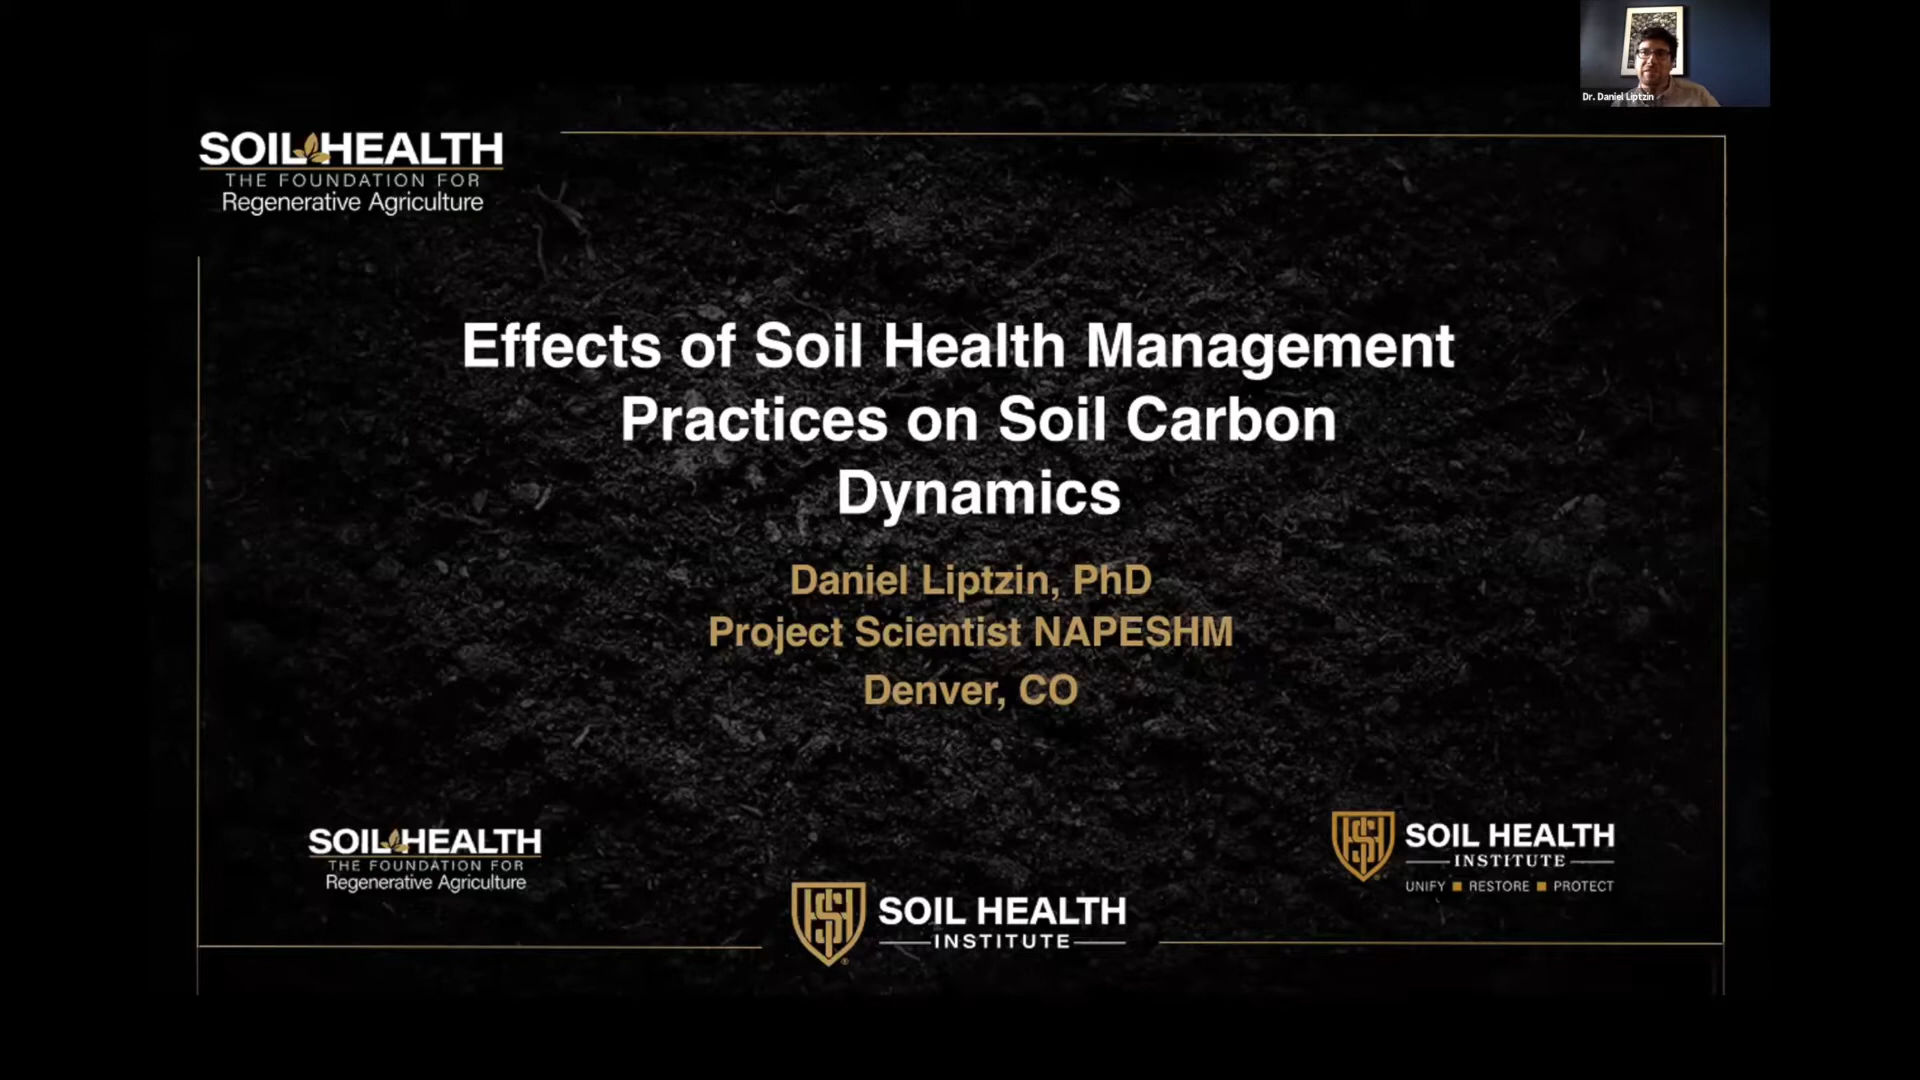 Dr. Daniel Liptzin
SOIL HEALTH
THE FOUNDATION FOR
Regenerative Agriculture
Effects of Soil Health Management
Practices on Soil Carbon
Dynamics
Daniel Liptzin, PhD
Project Scientist NAPESHM
Denver, CO
SOIL HEALTH
THE FOUNDATION FOR
Regenerative Agriculture
SOIL HEALTH
INSTITUTE
SOIL HEALTH
INSTITUTE
UNIFY ■ RESTORE ■ PROTECT